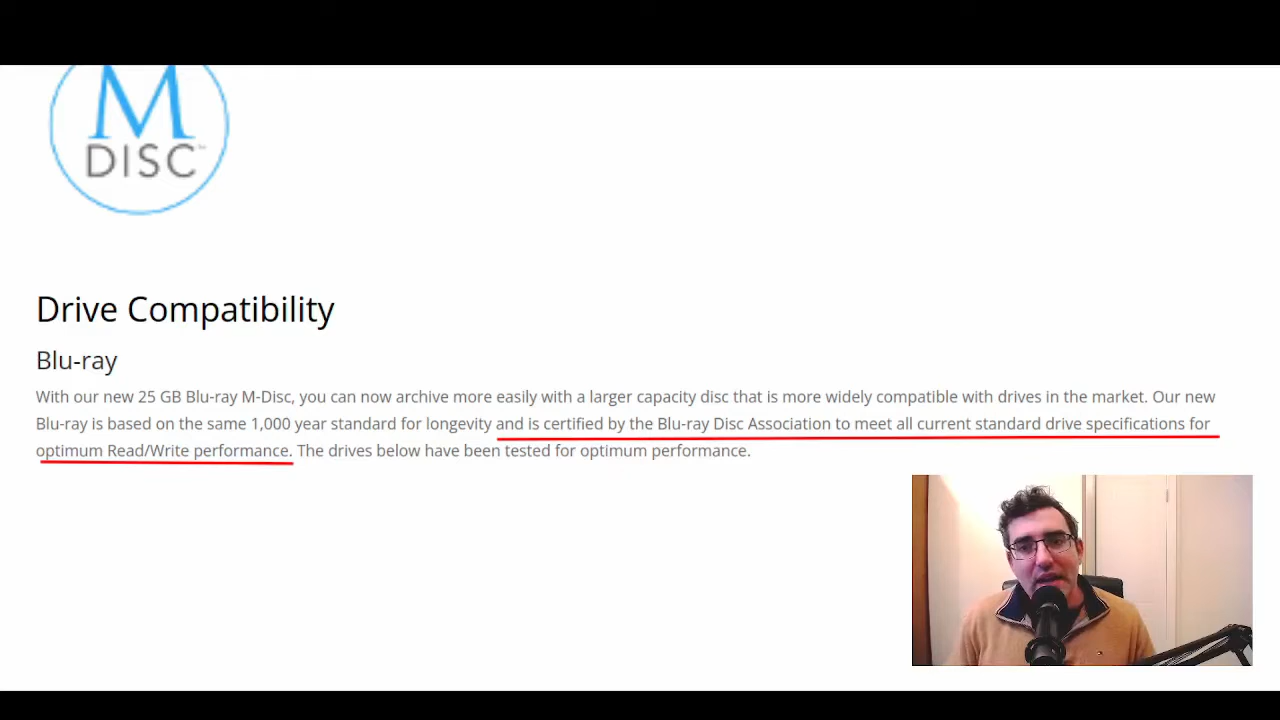 M
DISC™
Drive Compatibility
Blu-ray
With our new 25 GB Blu-ray M-Disc, you can now archive more easily with a larger capacity disc that is more widely compatible with drives in the market. Our new
Blu-ray is based on the same 1,000 year standard for longevity and is certified by the Blu-ray Disc Association to meet all current standard drive specifications for
optimum Read/Write performance. The drives below have been tested for optimum performance.